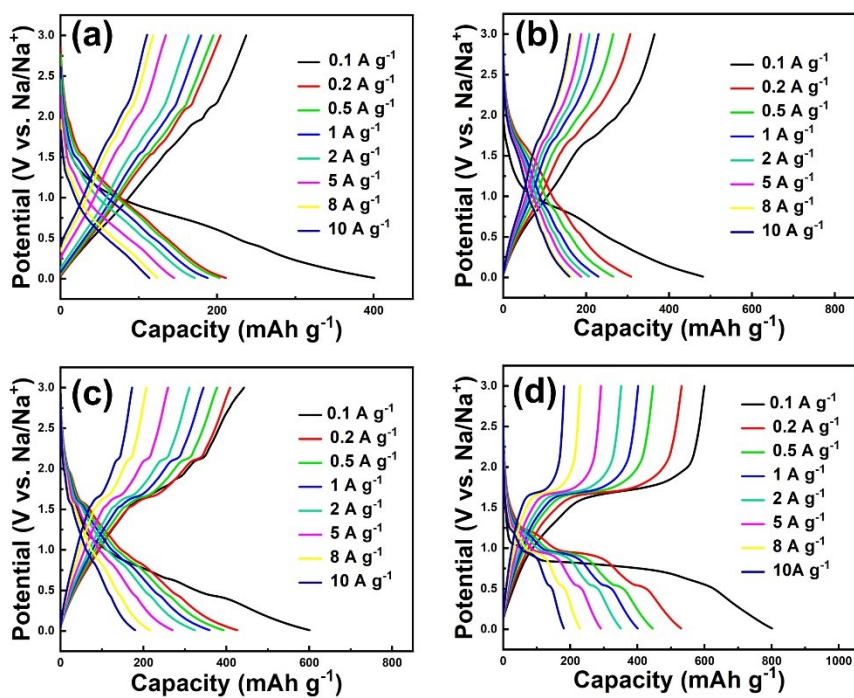 (a)
Potential (V vs. Na/Na⁺)
3.0
2.5
2.0
1.5
1.0
0.5
0.0
0.1 A g⁻¹
0.2 A g⁻¹
0.5 A g⁻¹
1 A g⁻¹
2 A g⁻¹
5 A g⁻¹
8 A g⁻¹
10 A g⁻¹
0 200 400
Capacity (mAh g⁻¹)
(b)
Potential (V vs. Na/Na⁺)
3.0
2.5
2.0
1.5
1.0
0.5
0.0
0.1 A g⁻¹
0.2 A g⁻¹
0.5 A g⁻¹
1 A g⁻¹
2 A g⁻¹
5 A g⁻¹
8 A g⁻¹
10 A g⁻¹
0 100 200 300 400 500 600 700 800
Capacity (mAh g⁻¹)
(c)
Potential (V vs. Na/Na⁺)
3.0
2.5
2.0
1.5
1.0
0.5
0.0
0.1 A g⁻¹
0.2 A g⁻¹
0.5 A g⁻¹
1 A g⁻¹
2 A g⁻¹
5 A g⁻¹
8 A g⁻¹
10 A g⁻¹
0 200 400 600 800
Capacity (mAh g⁻¹)
(d)
Potential (V vs. Na/Na⁺)
3.0
2.5
2.0
1.5
1.0
0.5
0.0
0.1 A g⁻¹
0.2 A g⁻¹
0.5 A g⁻¹
1 A g⁻¹
2 A g⁻¹
5 A g⁻¹
8 A g⁻¹
10A g⁻¹
0 200 400 600 800 1000
Capacity (mAh g⁻¹)